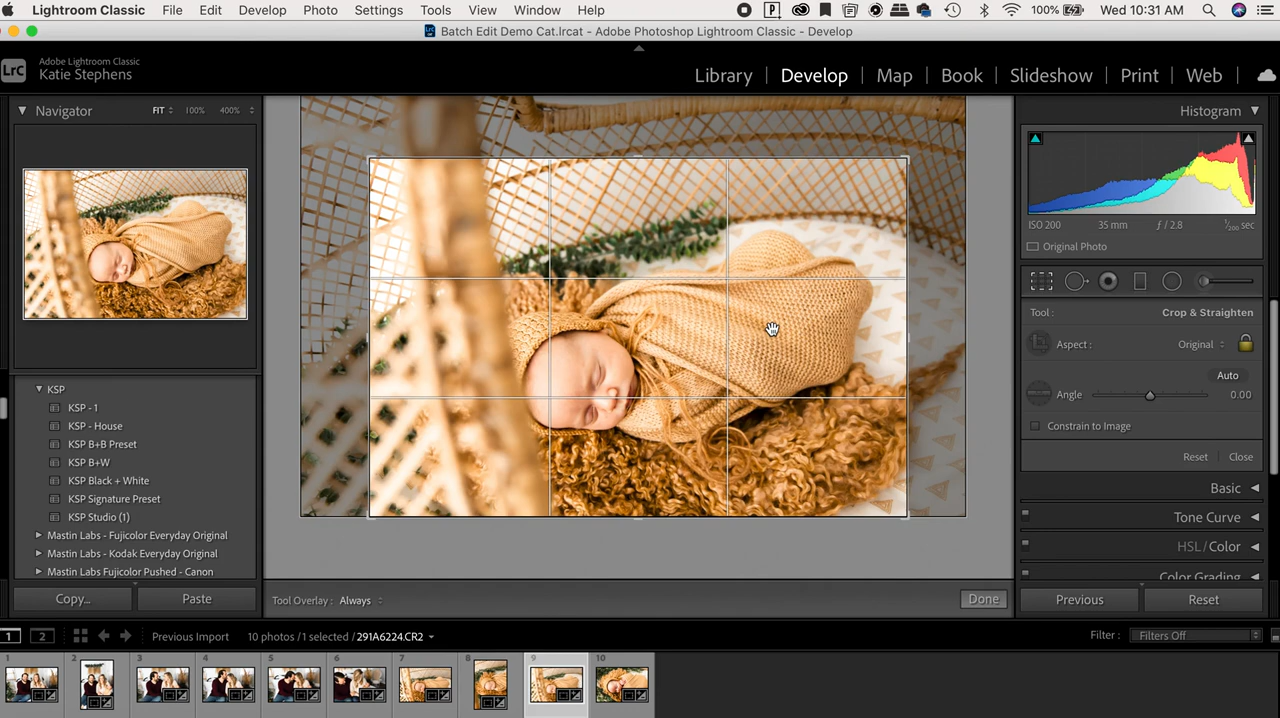 Lightroom Classic File Edit Develop Photo Settings Tools View Window Help 100% Wed 10:31 AM
Batch Edit Demo Cat.lrcat - Adobe Photoshop Lightroom Classic - Develop
LrC Adobe Lightroom Classic
Katie Stephens
Library | Develop | Map | Book | Slideshow | Print | Web
Navigator FIT 100% 400%
Histogram
ISO 200 35 mm ƒ / 2.8 1/200 sec
Original Photo
Tool : Crop & Straighten
Aspect : Original
Auto
Angle 0.00
Constrain to Image
Reset Close
Basic
Tone Curve
HSL / Color
Color Grading
KSP
KSP - 1
KSP - House
KSP B+B Preset
KSP B+W
KSP Black + White
KSP Signature Preset
KSP Studio (1)
Mastin Labs - Fujicolor Everyday Original
Mastin Labs - Kodak Everyday Original
Mastin Labs Fujicolor Pushed - Canon
Copy... Paste
Tool Overlay : Always Done
Previous Reset
1 2 Previous Import 10 photos / 1 selected / 291A6224.CR2 Filter : Filters Off
1 2 3 4 5 6 7 8 9 10